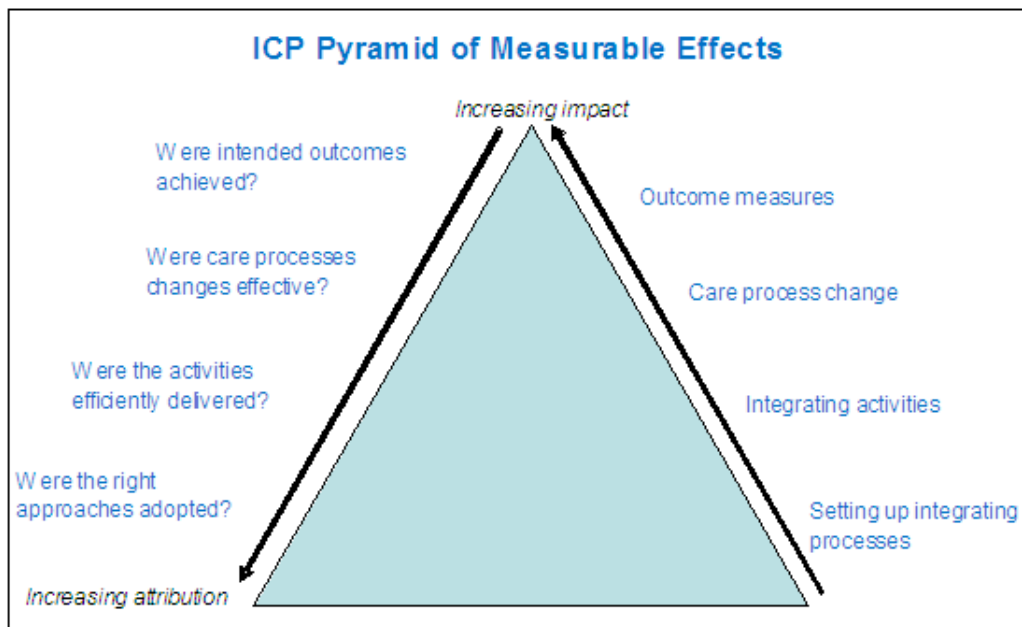 ICP Pyramid of Measurable Effects
Increasing impact
Were intended outcomes
achieved?
Outcome measures
Were care processes
changes effective?
Care process change
Were the activities
efficiently delivered?
Integrating activities
Were the right
approaches adopted?
Setting up integrating
processes
Increasing attribution